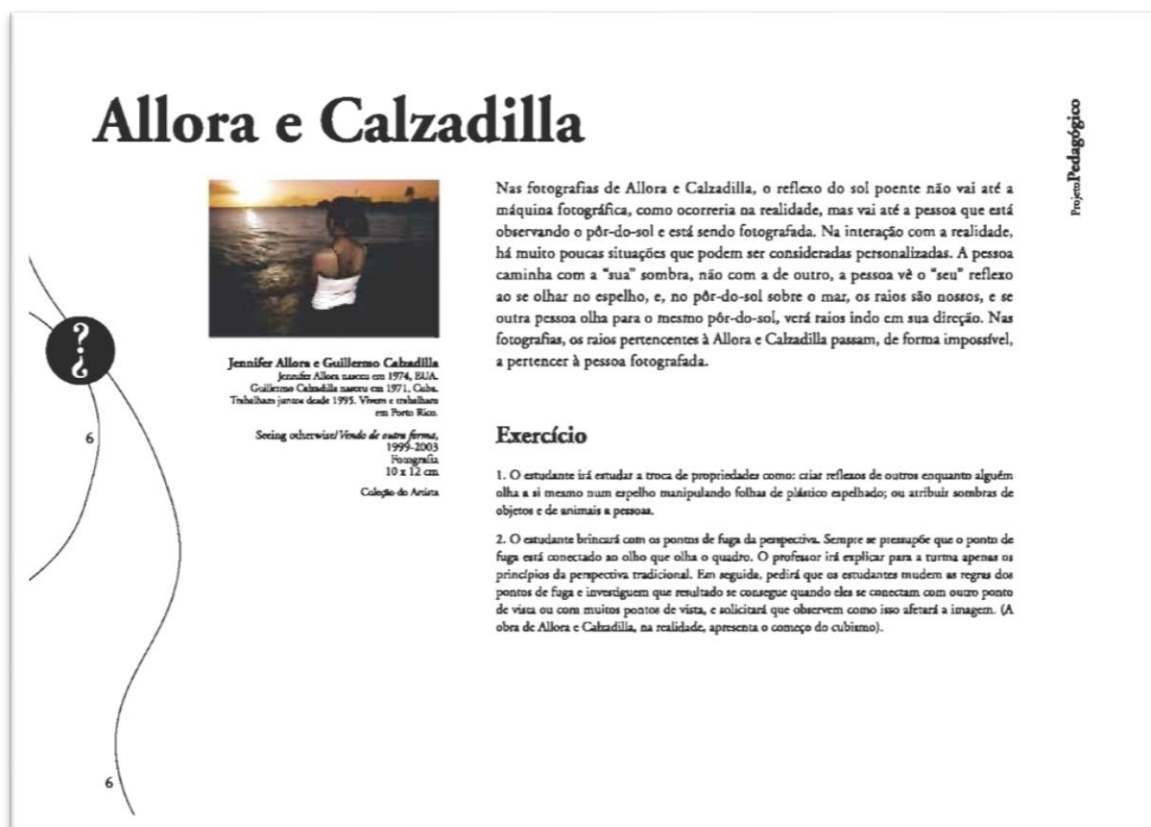 Allora e Calzadilla
ProjetoPedagógico
Nas fotografias de Allora e Calzadilla, o reflexo do sol poente não vai até a
máquina fotográfica, como ocorreria na realidade, mas vai até a pessoa que está
observando o pôr-do-sol e está sendo fotografada. Na interação com a realidade,
há muito poucas situações que podem ser consideradas personalizadas. A pessoa
caminha com a "sua" sombra, não com a de outro, a pessoa vê o "seu" reflexo
ao se olhar no espelho, e, no pôr-do-sol sobre o mar, os raios são nossos, e se
outra pessoa olha para o mesmo pôr-do-sol, verá raios indo em sua direção. Nas
fotografias, os raios pertencentes à Allora e Calzadilla passam, de forma impossível,
a pertencer à pessoa fotografada.
Jennifer Allora e Guillermo Calzadilla
Jennifer Allora nasceu em 1974, EUA.
Guillermo Calzadilla nasceu em 1971, Cuba.
Trabalham juntos desde 1995. Vivem e trabalham
em Porto Rico.
Seeing otherwise/Vendo de outra forma,
1999-2003
Fotografia
10 x 12 cm
Coleção do Artista
?
¿
6
Exercício
1. O estudante irá estudar a troca de propriedades como: criar reflexos de outros enquanto alguém
olha a si mesmo num espelho manipulando folhas de plástico espelhado; ou atribuir sombras de
objetos e de animais a pessoas.
2. O estudante brincará com os pontos de fuga da perspectiva. Sempre se pressupõe que o ponto de
fuga está conectado ao olho que olha o quadro. O professor irá explicar para a turma apenas os
princípios da perspectiva tradicional. Em seguida, pedirá que os estudantes mudem as regras dos
pontos de fuga e investiguem que resultado se consegue quando eles se conectam com outro ponto
de vista ou com muitos pontos de vista, e solicitará que observem como isso afetará a imagem. (A
obra de Allora e Calzadilla, na realidade, apresenta o começo do cubismo).
6